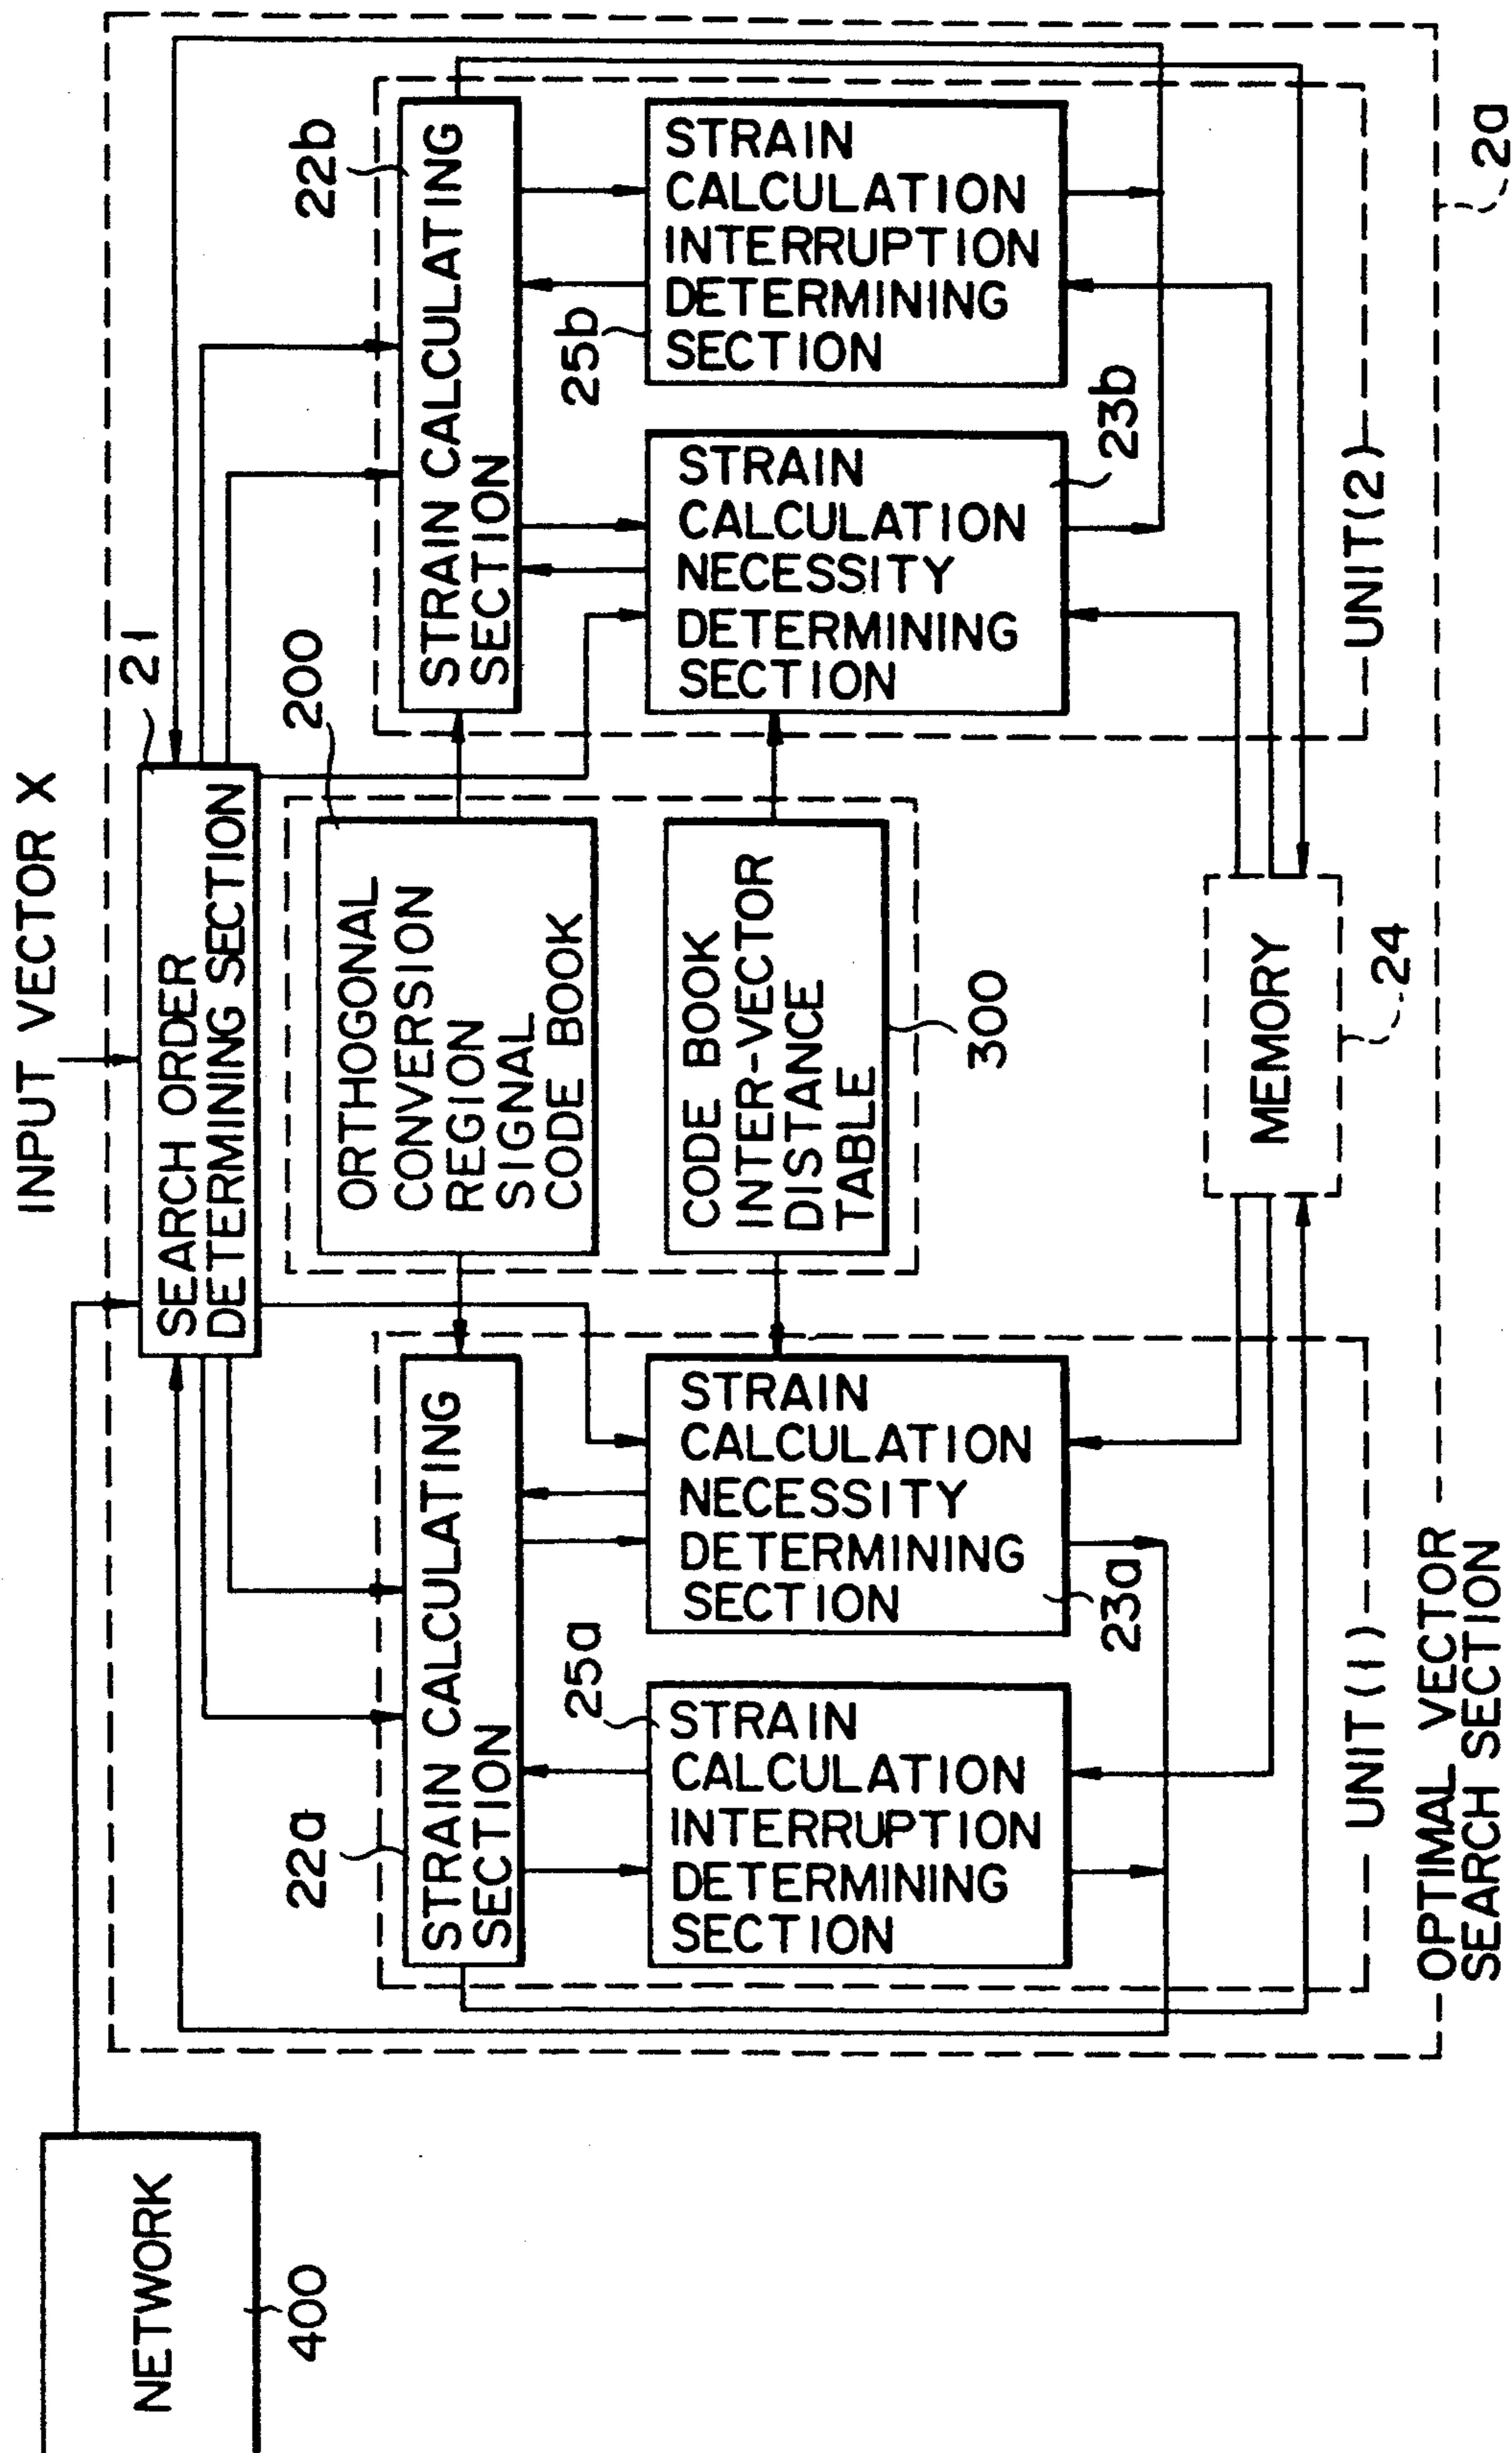 INPUT VECTOR X
NETWORK
400
SEARCH ORDER
DETERMINING SECTION
21
22a
STRAIN CALCULATING
SECTION
200
ORTHOGONAL
CONVERSION
REGION
SIGNAL
CODE BOOK
22b
STRAIN CALCULATING
SECTION
25a
STRAIN
CALCULATION
INTERRUPTION
DETERMINING
SECTION
STRAIN
CALCULATION
NECESSITY
DETERMINING
SECTION
23a
CODE BOOK
INTER-VECTOR
DISTANCE
TABLE
300
STRAIN
CALCULATION
NECESSITY
DETERMINING
SECTION
23b
25b
STRAIN
CALCULATION
INTERRUPTION
DETERMINING
SECTION
MEMORY
24
UNIT(1)
UNIT(2)
OPTIMAL VECTOR
SEARCH SECTION
2a